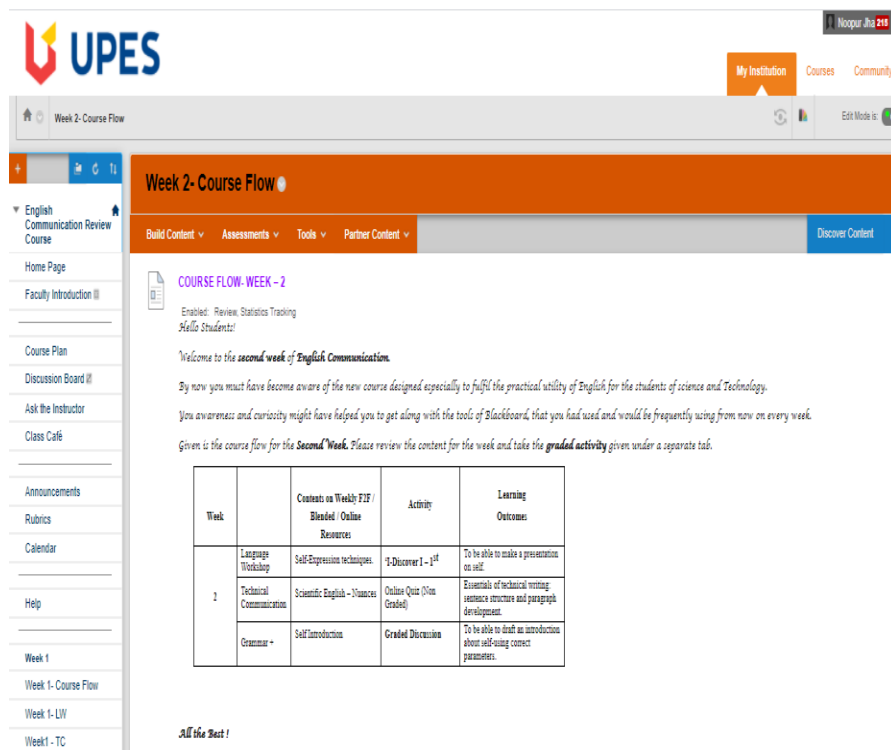 UPES
Noopur Jha 215
My Institution
Courses
Community
Week 2- Course Flow
Edit Mode is:
English
Communication Review
Course
Home Page
Faculty Introduction
Course Plan
Discussion Board
Ask the Instructor
Class Café
Announcements
Rubrics
Calendar
Help
Week 1
Week 1- Course Flow
Week 1- LW
Week1 - TC
Week 2- Course Flow
Build Content
Assessments
Tools
Partner Content
Discover Content
COURSE FLOW- WEEK – 2
Enabled: Review, Statistics Tracking
Hello Students!
Welcome to the second week of English Communication.
By now you must have become aware of the new course designed especially to fulfil the practical utility of English for the students of science and Technology.
You awareness and curiosity might have helped you to get along with the tools of Blackboard, that you had used and would be frequently using from now on every week.
Given is the course flow for the Second Week. Please review the content for the week and take the graded activity given under a separate tab.
Week
Contents on Weekly F2F /
Blended / Online
Resources
Activity
Learning
Outcomes
2
Language
Workshop
Self-Expression techniques.
'I-Discover I – 1st
To be able to make a presentation
on self.
Technical
Communication
Scientific English – Nuances
Online Quiz (Non
Graded)
Essentials of technical writing:
sentence structure and paragraph
development.
Grammar +
Self Introduction
Graded Discussion
To be able to draft an introduction
about self-using correct
parameters.
All the Best !